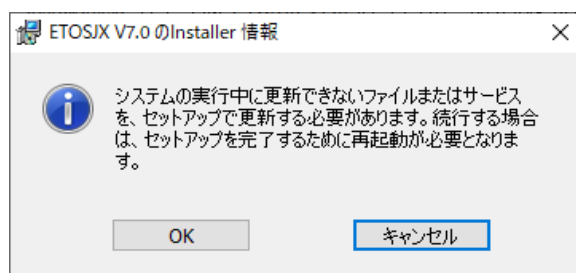 ETOSJX V7.0 のInstaller 情報
システムの実行中に更新できないファイルまたはサービス
を、セットアップで更新する必要があります。続行する場合
は、セットアップを完了するために再起動が必要となりま
す。
OK
キャンセル